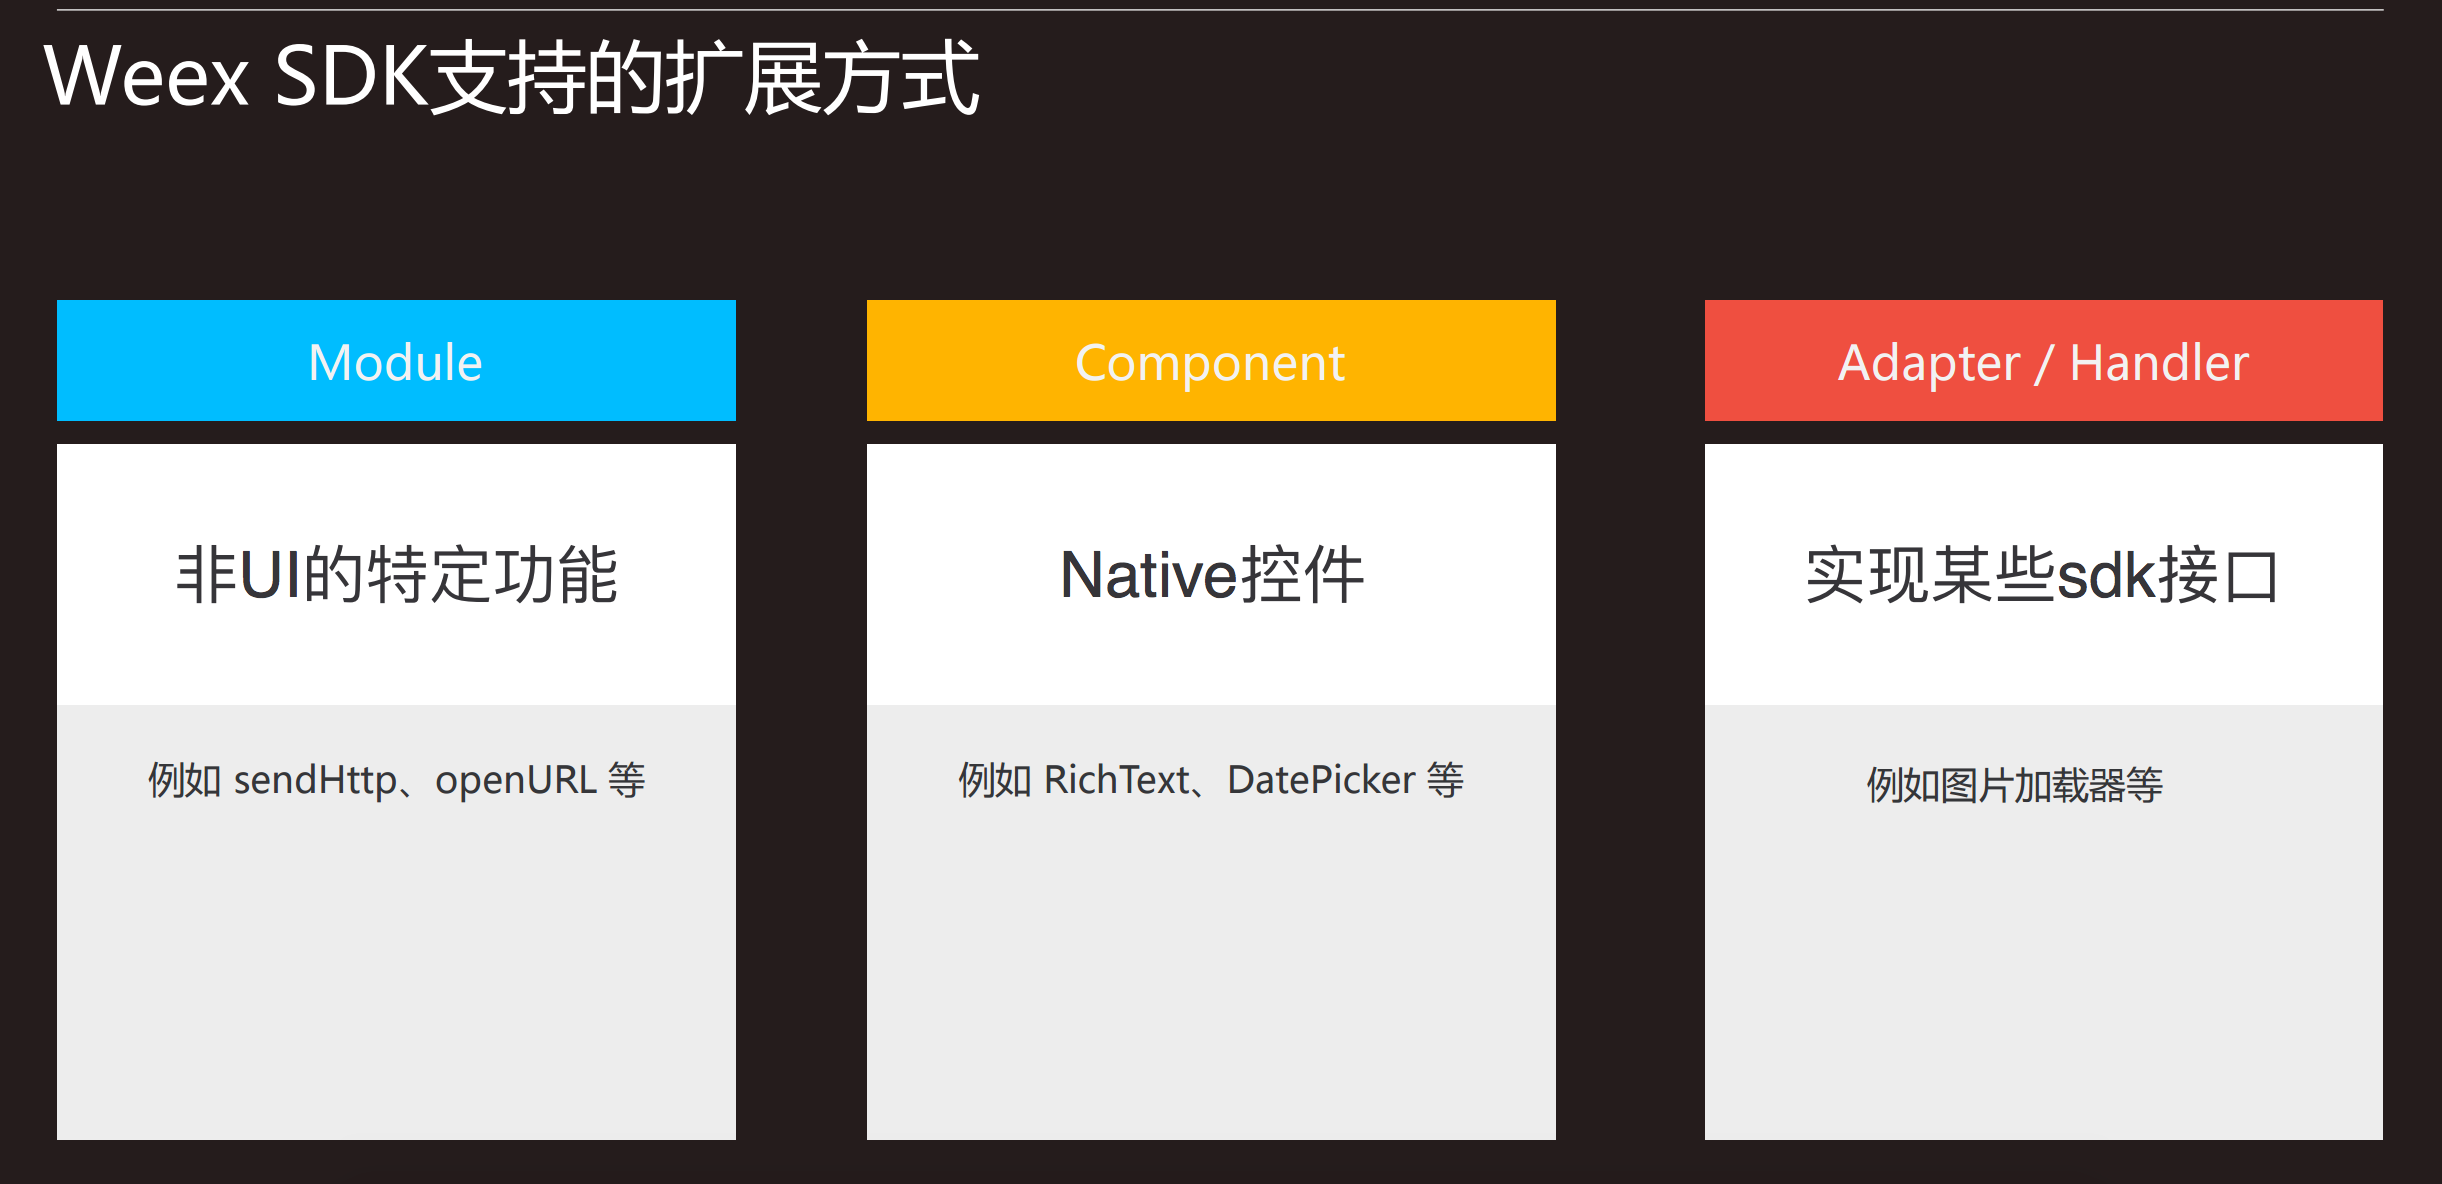 Weex SDK支持的扩展方式
Module
非UI的特定功能
例如 sendHttp、openURL 等
Component
Native控件
例如 RichText、DatePicker 等
Adapter / Handler
实现某些sdk接口
例如图片加载器等